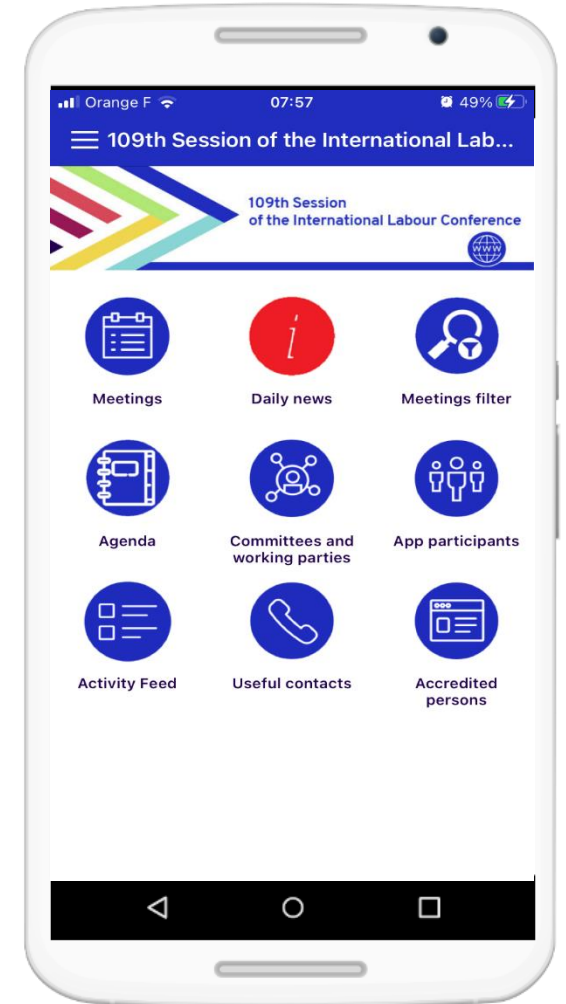 Orange F 07:57 49%
109th Session of the International Lab...
109th Session
of the International Labour Conference
www
i
Meetings Daily news Meetings filter
Agenda Committees and App participants
working parties
Activity Feed Useful contacts Accredited
persons